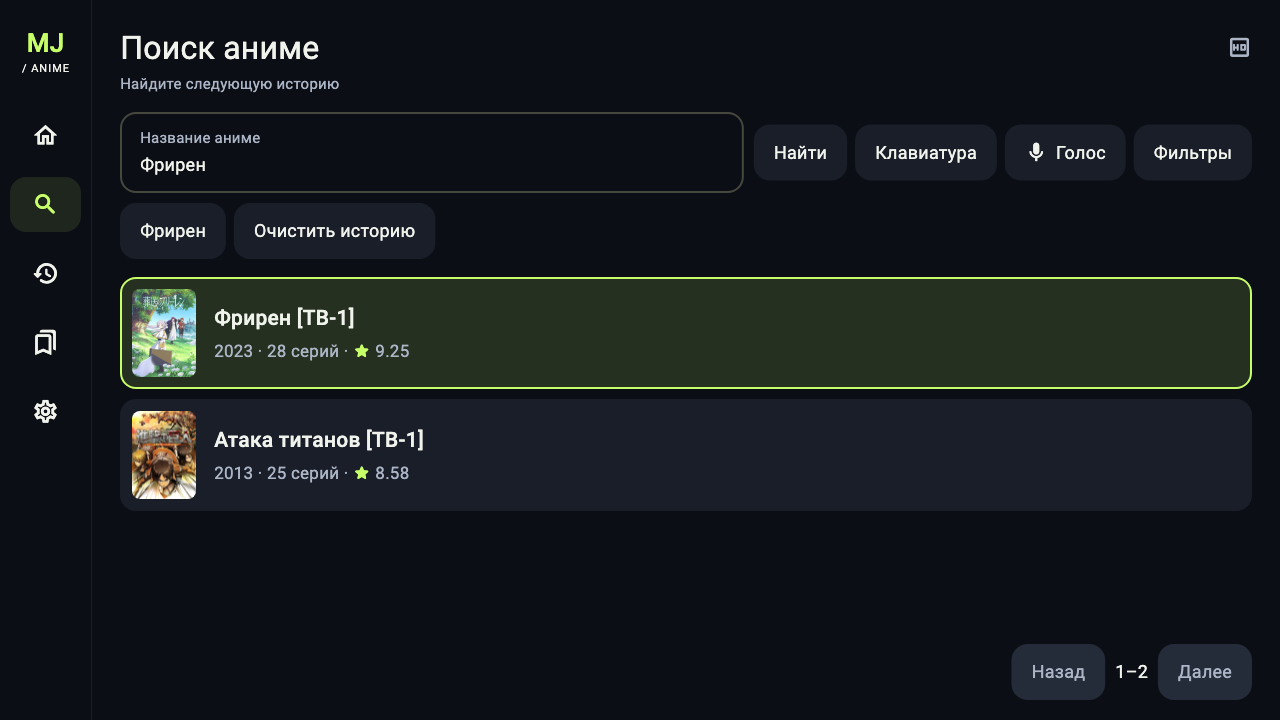 MJ
/ ANIME
Поиск аниме
HD
Найдите следующую историю
Название аниме
Фрирен
Найти
Клавиатура
Голос
Фильтры
Фрирен
Очистить историю
Фрирен [ТВ-1]
2023 · 28 серий · ★ 9.25
Атака титанов [ТВ-1]
2013 · 25 серий · ★ 8.58
Назад
1–2
Далее